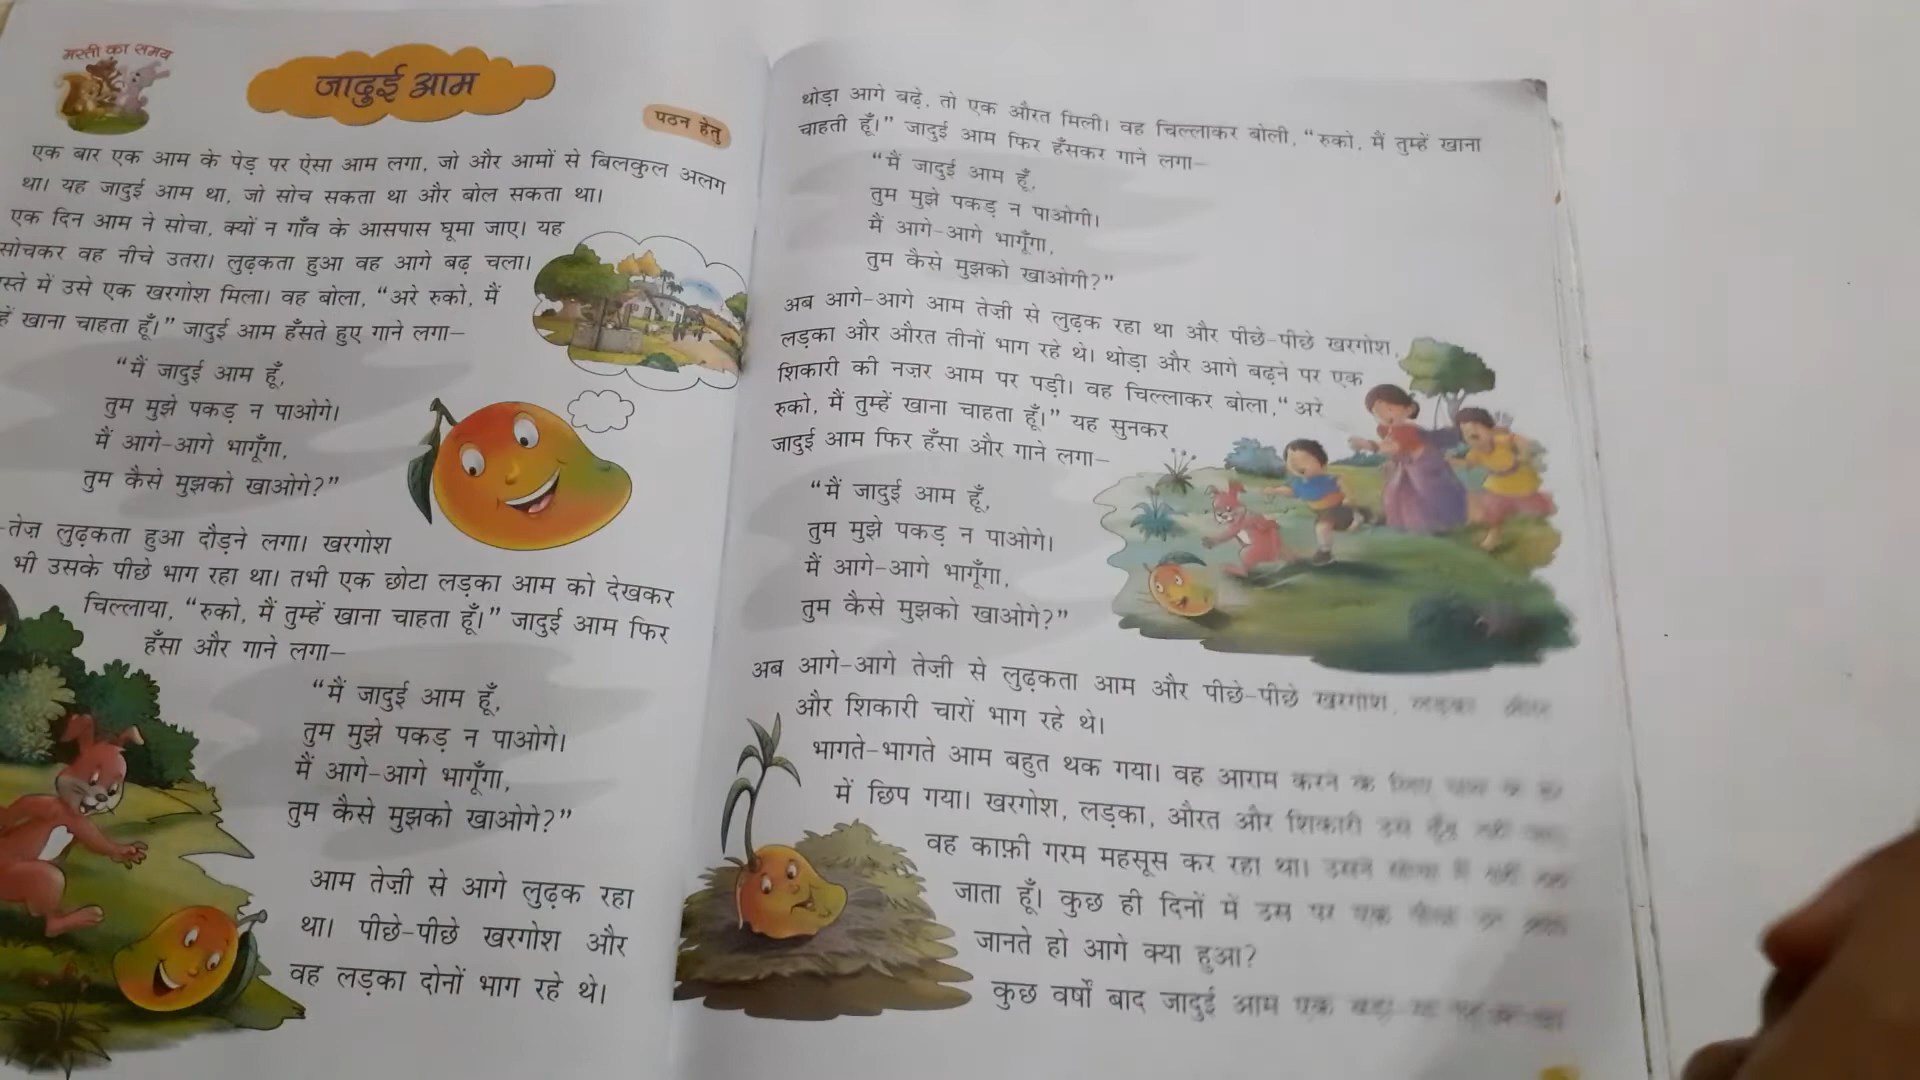 मस्ती का समय
जादुई आम
पठन हेतु
एक बार एक आम के पेड़ पर ऐसा आम लगा, जो और आमों से बिलकुल अलग
था। यह जादुई आम था, जो सोच सकता था और बोल सकता था।
एक दिन आम ने सोचा, क्यों न गाँव के आसपास घूमा जाए। यह
सोचकर वह नीचे उतरा। लुढ़कता हुआ वह आगे बढ़ चला।
स्ते में उसे एक खरगोश मिला। वह बोला, “अरे रुको, मैं
हें खाना चाहता हूँ।” जादुई आम हँसते हुए गाने लगा–
“मैं जादुई आम हूँ,
तुम मुझे पकड़ न पाओगे।
मैं आगे-आगे भागूँगा,
तुम कैसे मुझको खाओगे?”
-तेज़ लुढ़कता हुआ दौड़ने लगा। खरगोश
भी उसके पीछे भाग रहा था। तभी एक छोटा लड़का आम को देखकर
चिल्लाया, “रुको, मैं तुम्हें खाना चाहता हूँ।” जादुई आम फिर
हँसा और गाने लगा–
“मैं जादुई आम हूँ,
तुम मुझे पकड़ न पाओगे।
मैं आगे-आगे भागूँगा,
तुम कैसे मुझको खाओगे?”
आम तेज़ी से आगे लुढ़क रहा
था। पीछे-पीछे खरगोश और
वह लड़का दोनों भाग रहे थे।
थोड़ा आगे बढ़े, तो एक औरत मिली। वह चिल्लाकर बोली, “रुको, मैं तुम्हें खाना
चाहती हूँ।” जादुई आम फिर हँसकर गाने लगा–
“मैं जादुई आम हूँ,
तुम मुझे पकड़ न पाओगी।
मैं आगे-आगे भागूँगा,
तुम कैसे मुझको खाओगी?”
अब आगे-आगे आम तेज़ी से लुढ़क रहा था और पीछे-पीछे खरगोश,
लड़का और औरत तीनों भाग रहे थे। थोड़ा और आगे बढ़ने पर एक
शिकारी की नज़र आम पर पड़ी। वह चिल्लाकर बोला,“अरे
रुको, मैं तुम्हें खाना चाहता हूँ।” यह सुनकर
जादुई आम फिर हँसा और गाने लगा–
“मैं जादुई आम हूँ,
तुम मुझे पकड़ न पाओगे।
मैं आगे-आगे भागूँगा,
तुम कैसे मुझको खाओगे?”
अब आगे-आगे तेज़ी से लुढ़कता आम और पीछे-पीछे खरगोश,
और शिकारी चारों भाग रहे थे।
भागते-भागते आम बहुत थक गया। वह आराम करने के
में छिप गया। खरगोश, लड़का, औरत और शिकारी उसे
वह काफ़ी गरम महसूस कर रहा था। उसने
जाता हूँ। कुछ ही दिनों में उस पर एक
जानते हो आगे क्या हुआ?
कुछ वर्षों बाद जादुई आम एक